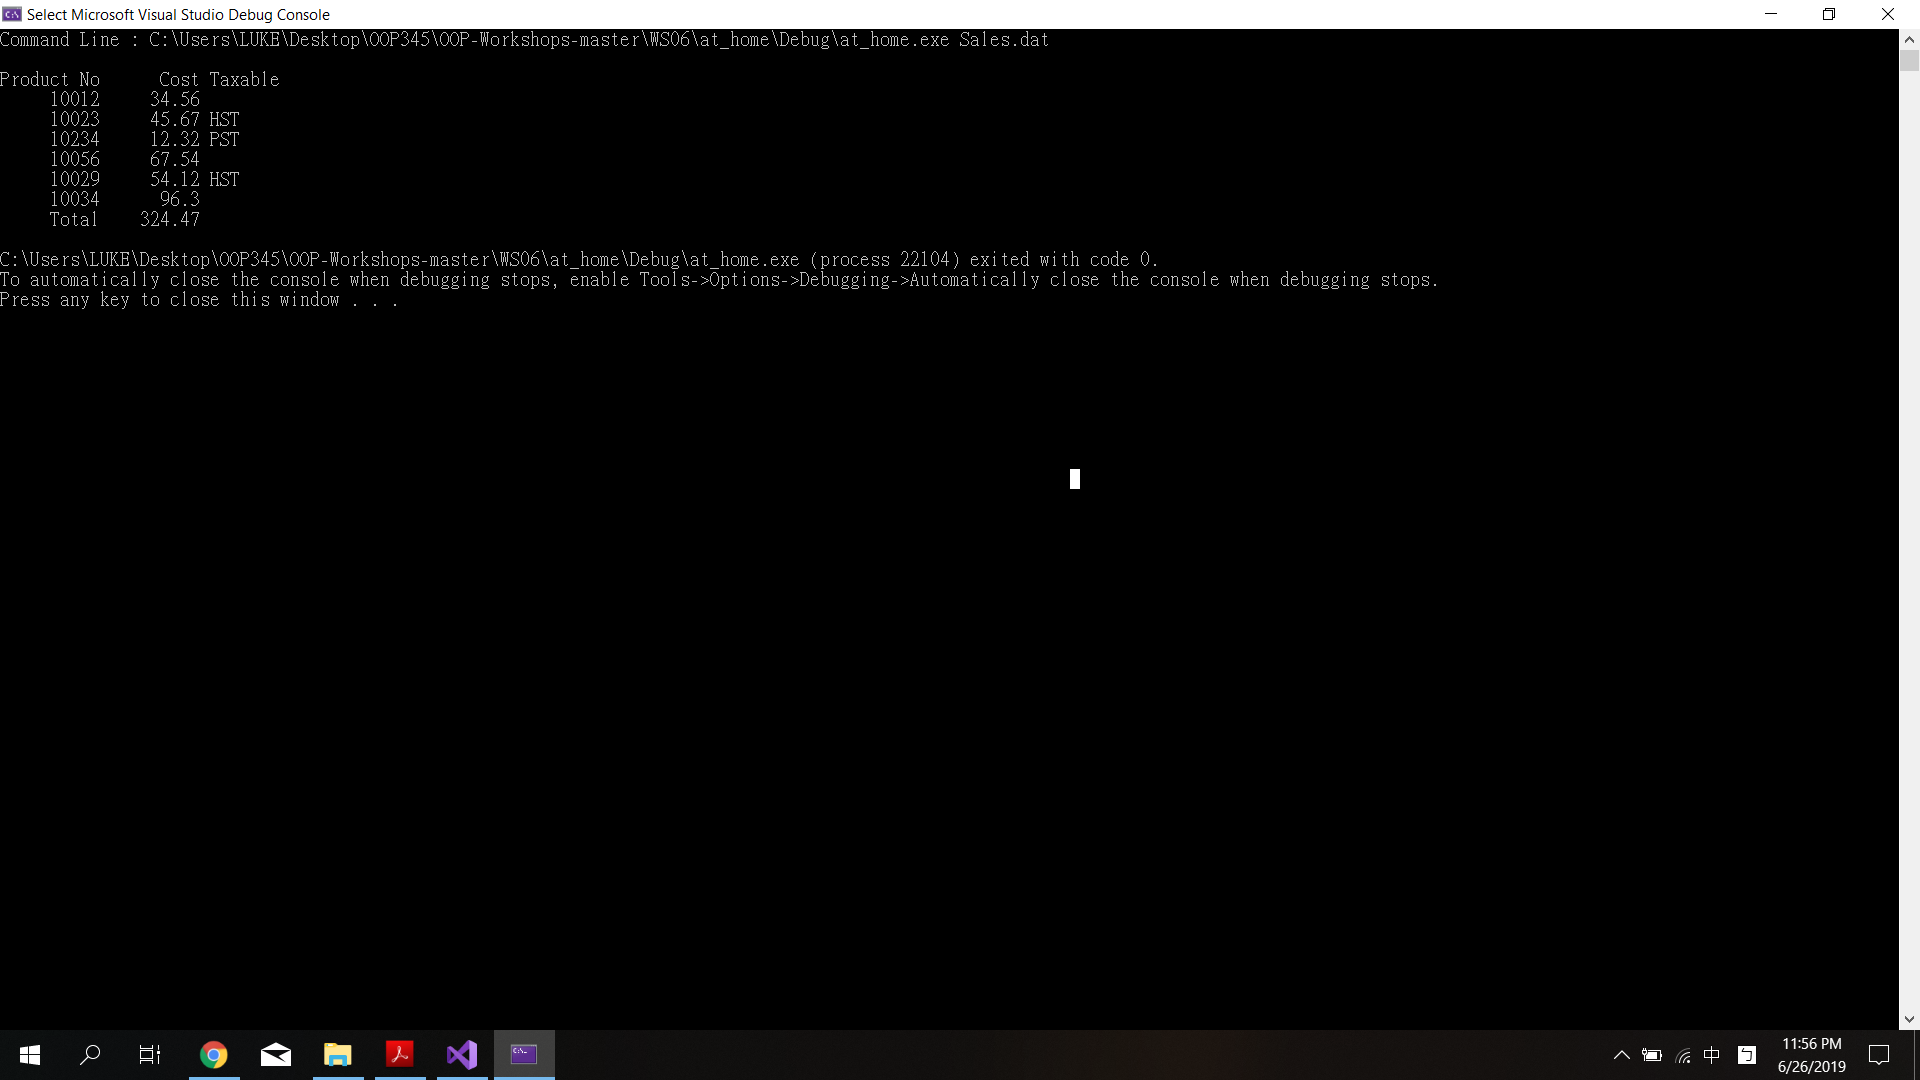 Select Microsoft Visual Studio Debug Console
Command Line : C:\Users\LUKE\Desktop\OOP345\OOP-Workshops-master\WS06\at_home\Debug\at_home.exe Sales.dat
Product No      Cost Taxable
     10012     34.56
     10023     45.67 HST
     10234     12.32 PST
     10056     67.54
     10029     54.12 HST
     10034      96.3
     Total    324.47
C:\Users\LUKE\Desktop\OOP345\OOP-Workshops-master\WS06\at_home\Debug\at_home.exe (process 22104) exited with code 0.
To automatically close the console when debugging stops, enable Tools->Options->Debugging->Automatically close the console when debugging stops.
Press any key to close this window . . .
中
ㄅ
11:56 PM
6/26/2019